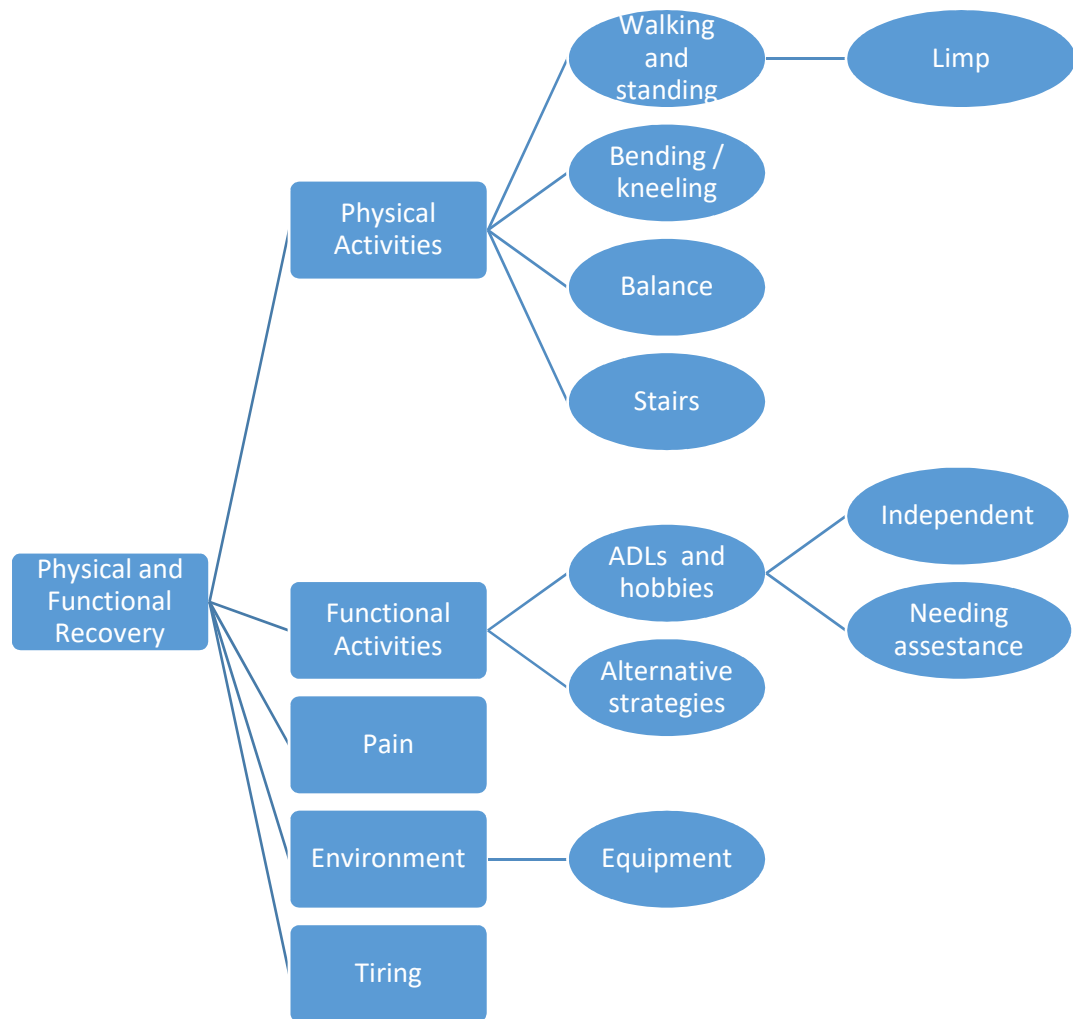 Walking
and
standing
Limp
Bending /
kneeling
Physical
Activities
Balance
Stairs
Independent
ADLs and
hobbies
Physical and
Functional
Recovery
Functional
Activities
Needing
assestance
Alternative
strategies
Pain
Environment
Equipment
Tiring